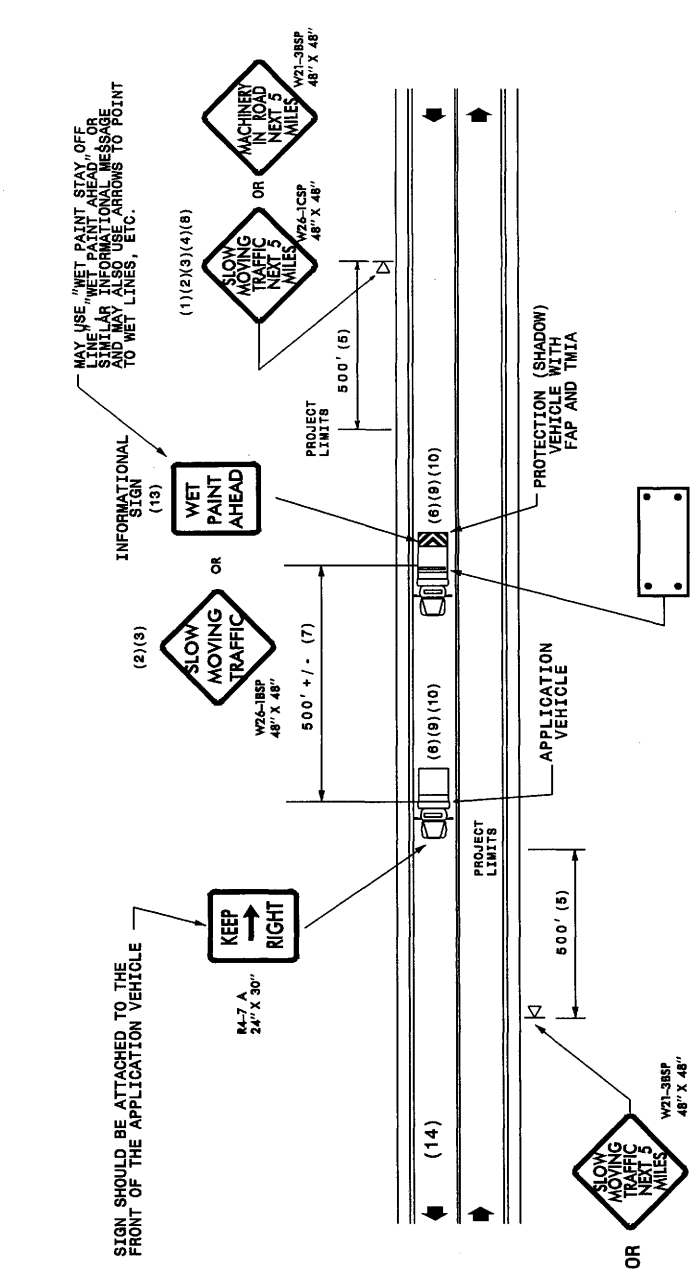 SIGN SHOULD BE ATTACHED TO THE
FRONT OF THE APPLICATION VEHICLE
KEEP
RIGHT
R4-7 A
24" X 30"
(2)(3)
SLOW
MOVING
TRAFFIC
W26-1BSP
48" X 48"
OR
INFORMATIONAL
SIGN
(13)
WET
PAINT
AHEAD
MAY USE "WET PAINT STAY OFF
LINE" "WET PAINT AHEAD", OR
SIMILAR INFORMATIONAL MESSAGE
AND MAY ALSO USE ARROWS TO POINT
TO WET LINES, ETC.
(1)(2)(3)(4)(8)
SLOW
MOVING
TRAFFIC
NEXT 5
MILES
W26-1CSP
48" X 48"
OR
MACHINERY
IN ROAD
NEXT 5
MILES
W21-3BSP
48" X 48"
500' +/- (7)
PROJECT
LIMITS
500' (5)
(14)
(6)(9)(10)
(6)(9)(10)
PROJECT
LIMITS
500' (5)
APPLICATION
VEHICLE
PROTECTION (SHADOW)
VEHICLE WITH
FAP AND TMIA
OR
SLOW
MOVING
TRAFFIC
NEXT 5
MILES
W21-3BSP
48" X 48"